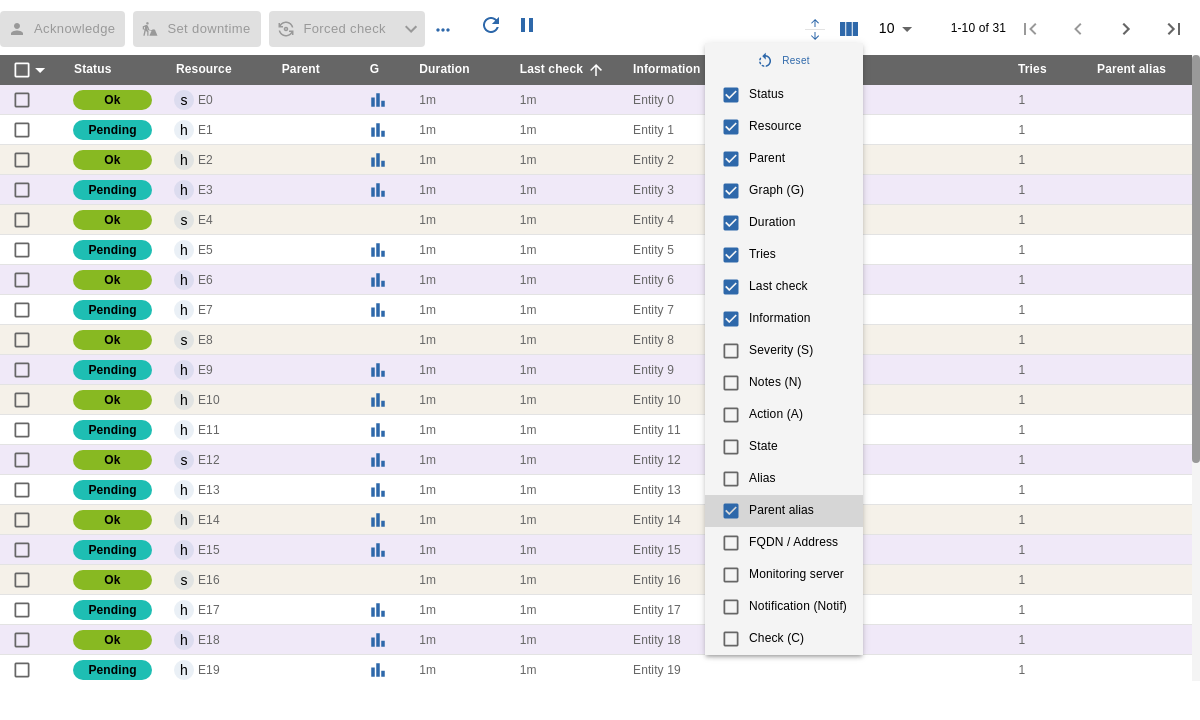 Acknowledge Set downtime Forced check 10 1-10 of 31
Status Resource Parent G Duration Last check Information Tries Parent alias
Reset
Ok s E0 1m 1m Entity 0 1
Status
Pending h E1 1m 1m Entity 1 1
Resource
Ok h E2 1m 1m Entity 2 1
Parent
Pending h E3 1m 1m Entity 3 1
Graph (G)
Ok s E4 1m 1m Entity 4 1
Duration
Pending h E5 1m 1m Entity 5 1
Tries
Ok h E6 1m 1m Entity 6 1
Last check
Pending h E7 1m 1m Entity 7 1
Information
Ok s E8 1m 1m Entity 8 1
Severity (S)
Pending h E9 1m 1m Entity 9 1
Notes (N)
Ok h E10 1m 1m Entity 10 1
Action (A)
Pending h E11 1m 1m Entity 11 1
State
Ok s E12 1m 1m Entity 12 1
Alias
Pending h E13 1m 1m Entity 13 1
Parent alias
Ok h E14 1m 1m Entity 14 1
FQDN / Address
Pending h E15 1m 1m Entity 15 1
Monitoring server
Ok s E16 1m 1m Entity 16 1
Notification (Notif)
Pending h E17 1m 1m Entity 17 1
Check (C)
Ok h E18 1m 1m Entity 18 1
Pending h E19 1m 1m Entity 19 1